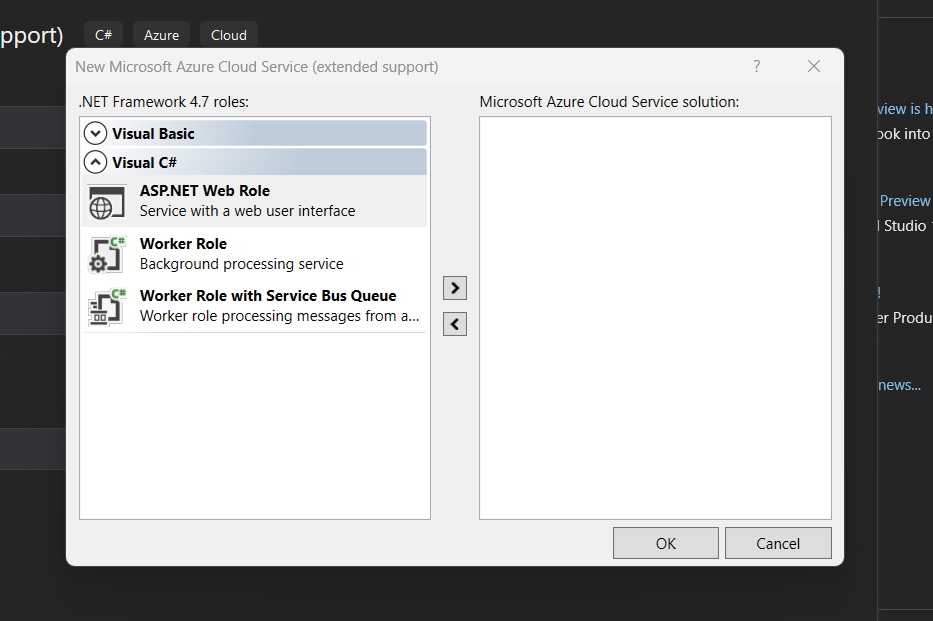 pport)
C#
Azure
Cloud
New Microsoft Azure Cloud Service (extended support)
?
.NET Framework 4.7 roles:
Visual Basic
Visual C#
ASP.NET Web Role
Service with a web user interface
C#
Worker Role
Background processing service
C#
Worker Role with Service Bus Queue
Worker role processing messages from a...
Microsoft Azure Cloud Service solution:
OK
Cancel
view is h
ook into
Preview
l Studio
!
er Produ
news...